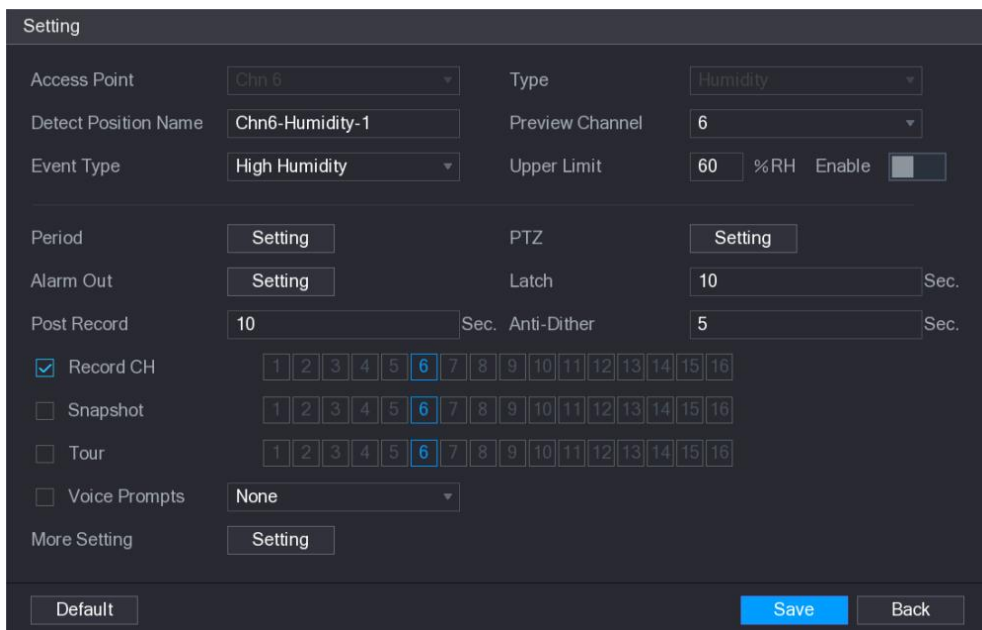 Setting
Access Point Chn 6 Type Humidity
Detect Position Name Chn6-Humidity-1 Preview Channel 6
Event Type High Humidity Upper Limit 60 %RH Enable
Period Setting PTZ Setting
Alarm Out Setting Latch 10 Sec.
Post Record 10 Sec. Anti-Dither 5 Sec.
Record CH 1 2 3 4 5 6 7 8 9 10 11 12 13 14 15 16
Snapshot 1 2 3 4 5 6 7 8 9 10 11 12 13 14 15 16
Tour 1 2 3 4 5 6 7 8 9 10 11 12 13 14 15 16
Voice Prompts None
More Setting Setting
Default Save Back